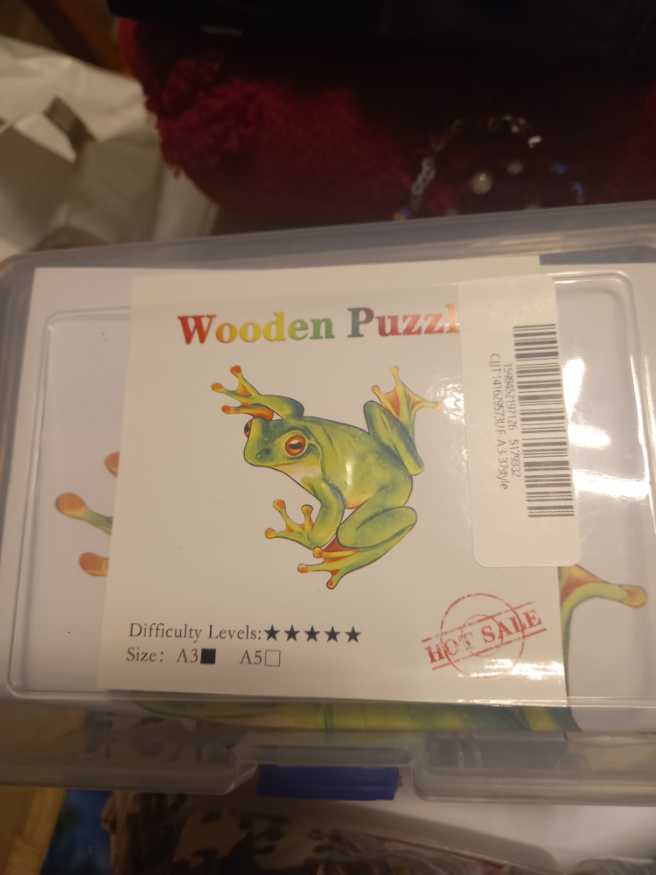 Wooden Puzzl
Difficulty Levels:★★★★★
Size: A3■ A5□
HOT SALE